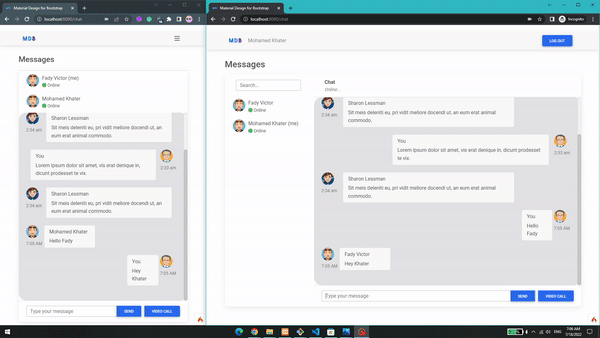 Material Design for Bootstrap
localhost:8080/chat
MDB
Messages
Fady Victor (me)
Online
Mohamed Khater
Online
Sharon Lessman
Sit meis deleniti eu, pri vidit meliore docendi ut, an
eum erat animal commodo.
2:34 am
You
Lorem ipsum dolor sit amet, vis erat denique in,
dicunt prodesset te vix.
2:33 am
Sharon Lessman
Sit meis deleniti eu, pri vidit meliore docendi ut, an
eum erat animal commodo.
2:34 am
Mohamed Khater
Hello Fady
7:05 AM
You
Hey
Khater
7:05 AM
Type your message
SEND
VIDEO CALL
Material Design for Bootstrap
localhost:8080/chat
Incognito
MDB
Mohamed Khater
LOG OUT
Messages
Search...
Fady Victor
Online
Mohamed Khater (me)
Online
Chat
Online..
Sharon Lessman
Sit meis deleniti eu, pri vidit meliore docendi ut, an eum erat animal
commodo.
2:34 am
You
Lorem ipsum dolor sit amet, vis erat denique in, dicunt prodesset
te vix.
2:33 am
Sharon Lessman
Sit meis deleniti eu, pri vidit meliore docendi ut, an eum erat animal
commodo.
2:34 am
You
Hello
Fady
7:05 AM
Fady Victor
Hey Khater
7:05 AM
Type your message
SEND
VIDEO CALL
7:06 AM
7/18/2022